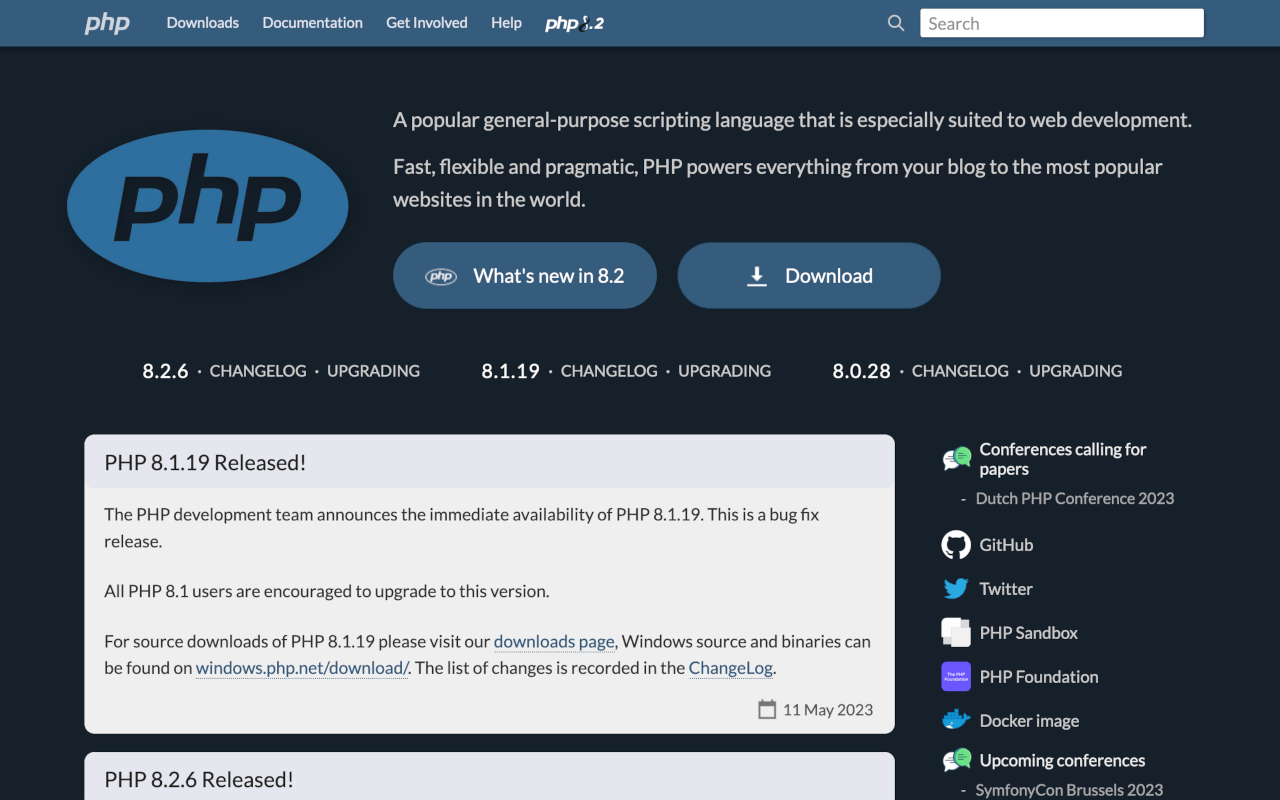 php Downloads Documentation Get Involved Help php8.2 Search
php
A popular general-purpose scripting language that is especially suited to web development.
Fast, flexible and pragmatic, PHP powers everything from your blog to the most popular
websites in the world.
php What's new in 8.2 Download
8.2.6 · CHANGELOG · UPGRADING 8.1.19 · CHANGELOG · UPGRADING 8.0.28 · CHANGELOG · UPGRADING
PHP 8.1.19 Released!
The PHP development team announces the immediate availability of PHP 8.1.19. This is a bug fix
release.
All PHP 8.1 users are encouraged to upgrade to this version.
For source downloads of PHP 8.1.19 please visit our downloads page, Windows source and binaries can
be found on windows.php.net/download/. The list of changes is recorded in the ChangeLog.
11 May 2023
PHP 8.2.6 Released!
Conferences calling for
papers
- Dutch PHP Conference 2023
GitHub
Twitter
PHP Sandbox
The PHP
Foundation
PHP Foundation
Docker image
Upcoming conferences
- SymfonyCon Brussels 2023